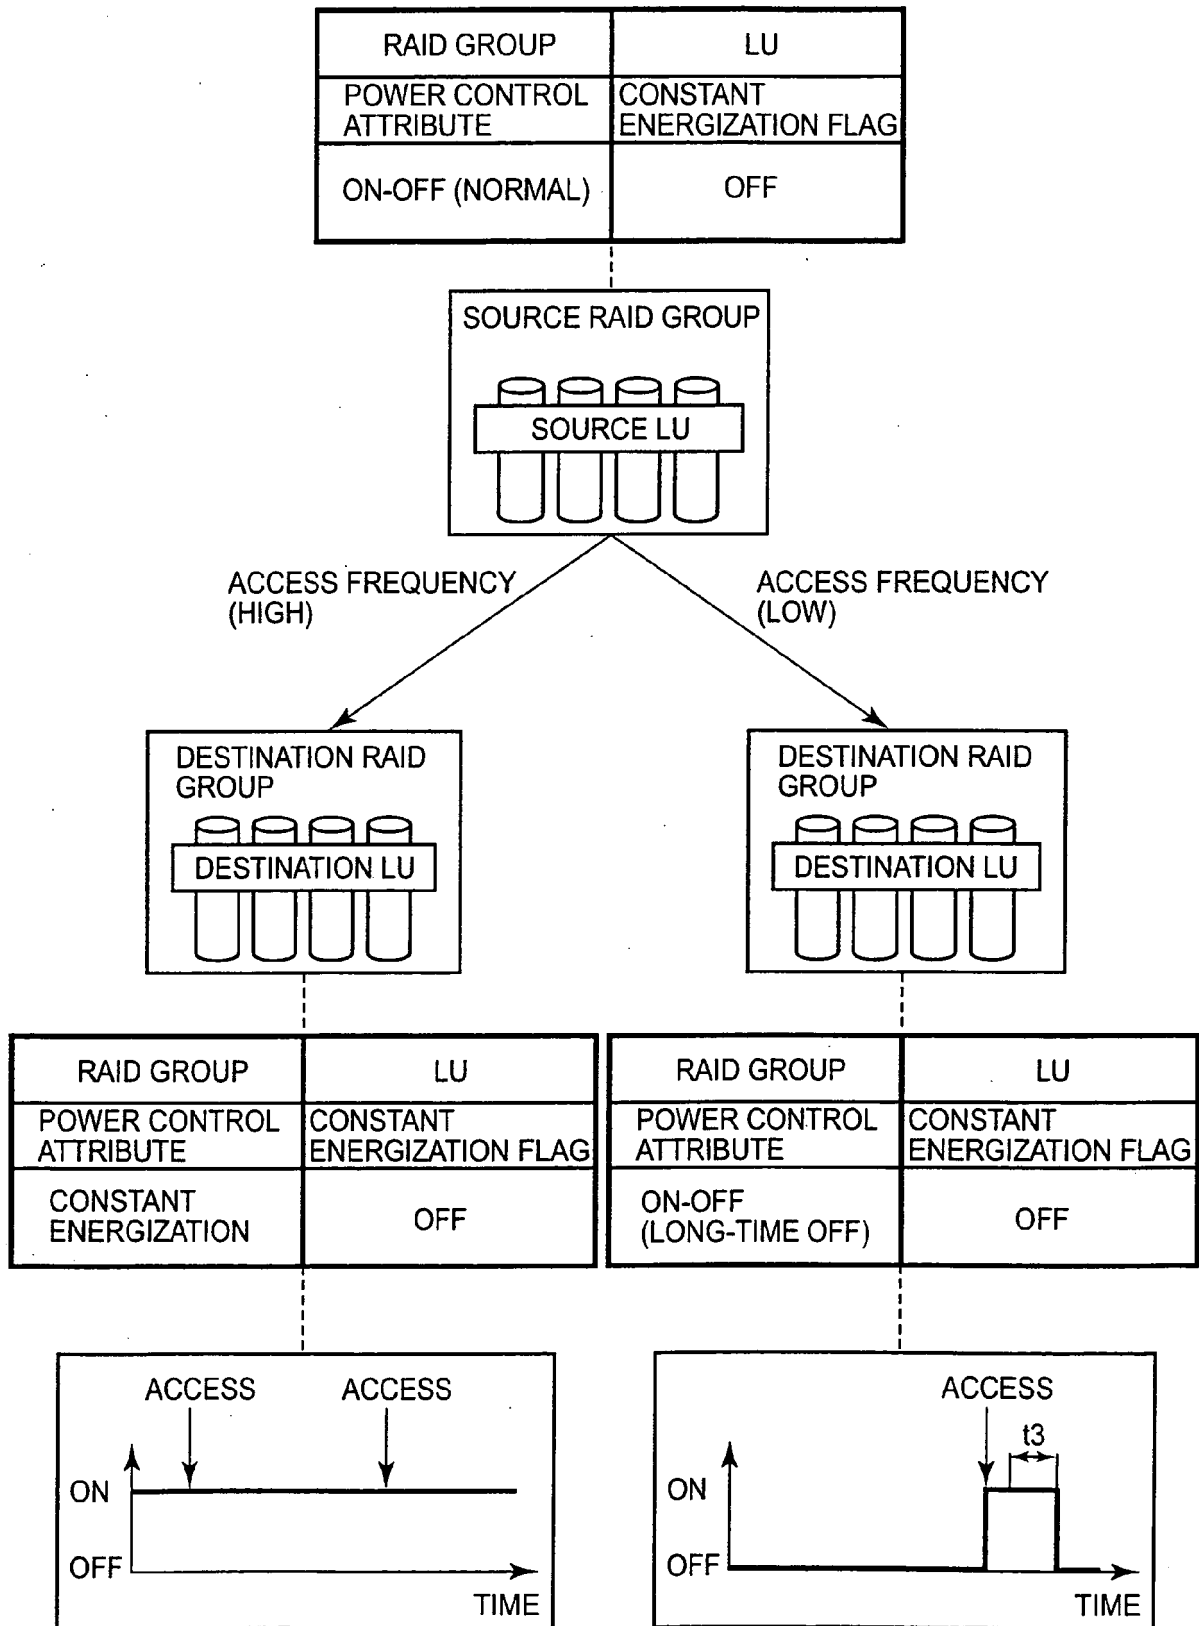 RAID GROUP
LU
POWER CONTROL
ATTRIBUTE
CONSTANT
ENERGIZATION FLAG
ON-OFF (NORMAL)
OFF
SOURCE RAID GROUP
SOURCE LU
ACCESS FREQUENCY
(HIGH)
ACCESS FREQUENCY
(LOW)
DESTINATION RAID
GROUP
DESTINATION LU
DESTINATION RAID
GROUP
DESTINATION LU
RAID GROUP
LU
POWER CONTROL
ATTRIBUTE
CONSTANT
ENERGIZATION FLAG
CONSTANT
ENERGIZATION
OFF
RAID GROUP
LU
POWER CONTROL
ATTRIBUTE
CONSTANT
ENERGIZATION FLAG
ON-OFF
(LONG-TIME OFF)
OFF
ACCESS
ACCESS
ON
OFF
TIME
ACCESS
t3
ON
OFF
TIME